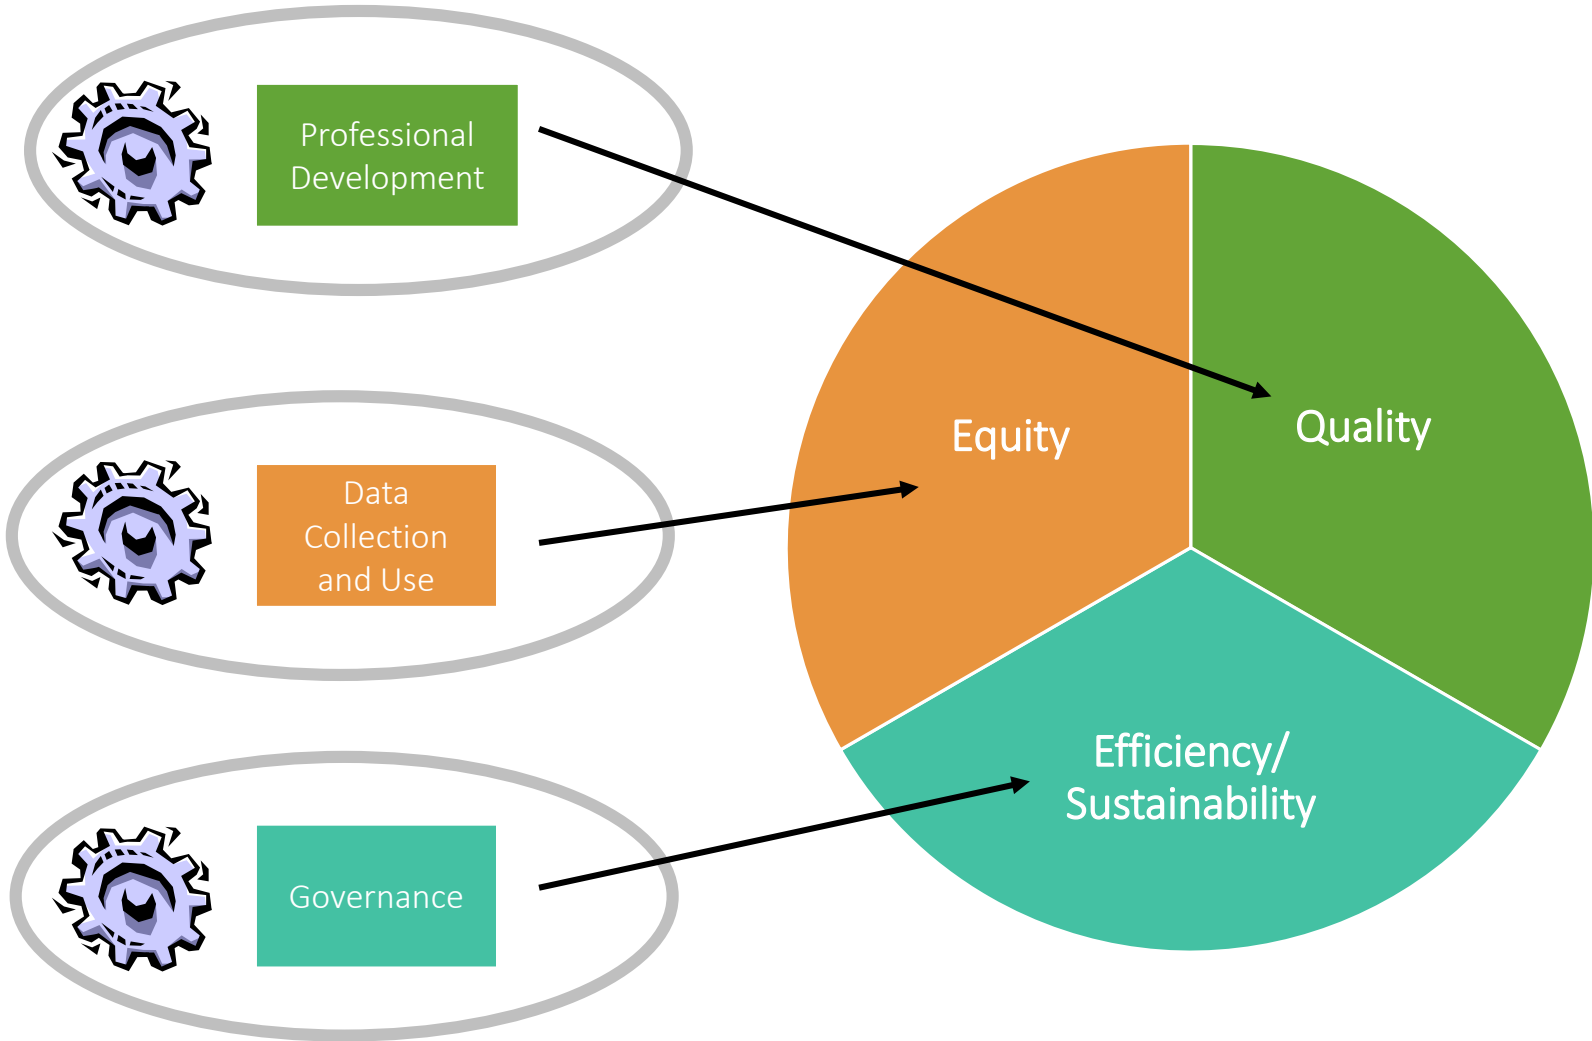 Professional
Development
Data
Collection
and Use
Governance
Equity
Quality
Efficiency/
Sustainability